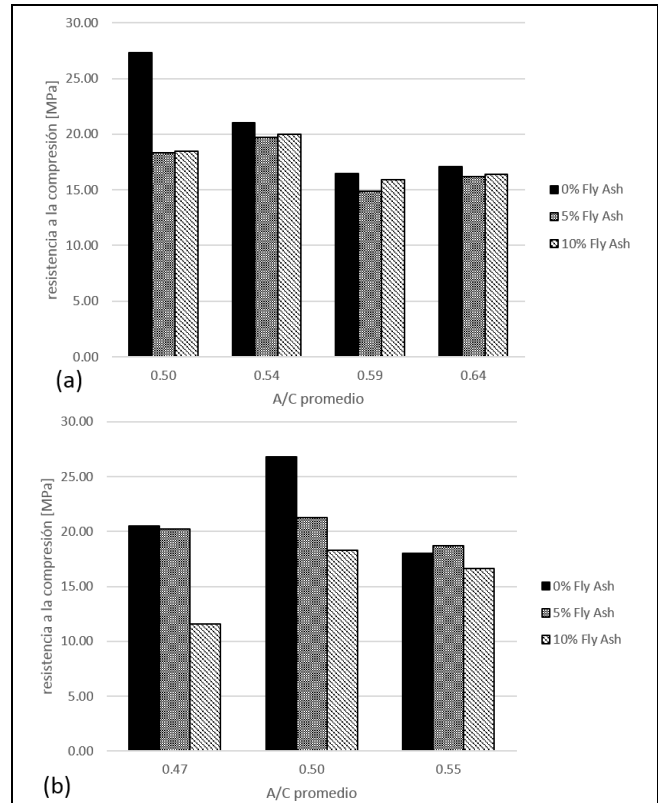 30.00
25.00
20.00
15.00
10.00
5.00
0.00
resistencia a la compresión [MPa]
0% Fly Ash
5% Fly Ash
10% Fly Ash
(a)
0.50 0.54 0.59 0.64
A/C promedio
30.00
25.00
20.00
15.00
10.00
5.00
0.00
resistencia a la compresión [MPa]
0% Fly Ash
5% Fly Ash
10% Fly Ash
0.47 0.50 0.55
(b)
A/C promedio